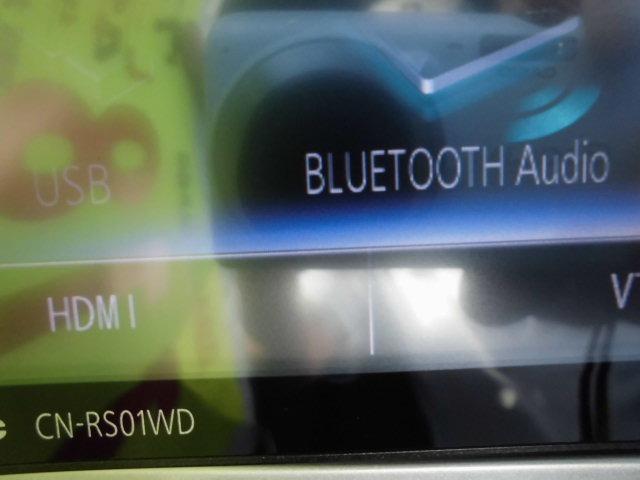 USB BLUETOOTH Audio
HDMI
CN-RS01WD